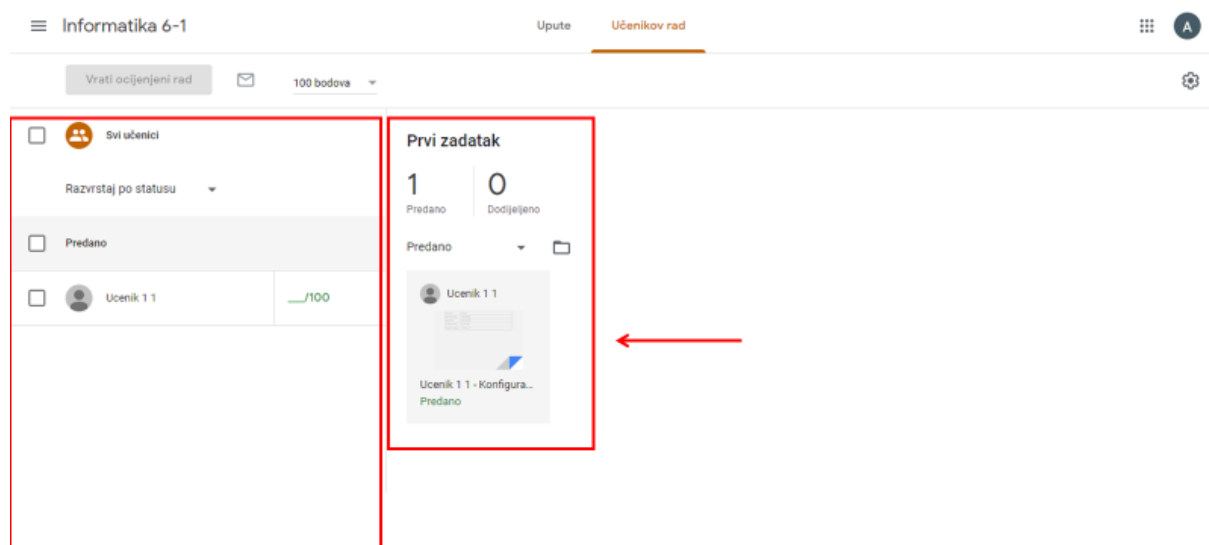 Informatika 6-1
Upute
Učenikov rad
A
Vrati ocijenjeni rad
100 bodova
Svi učenici
Razvrstaj po statusu
Predano
Ucenik 1 1
__/100
Prvi zadatak
1
0
Predano
Dodijeljeno
Predano
Ucenik 1 1
Ucenik 1 1 - Konfigura...
Predano